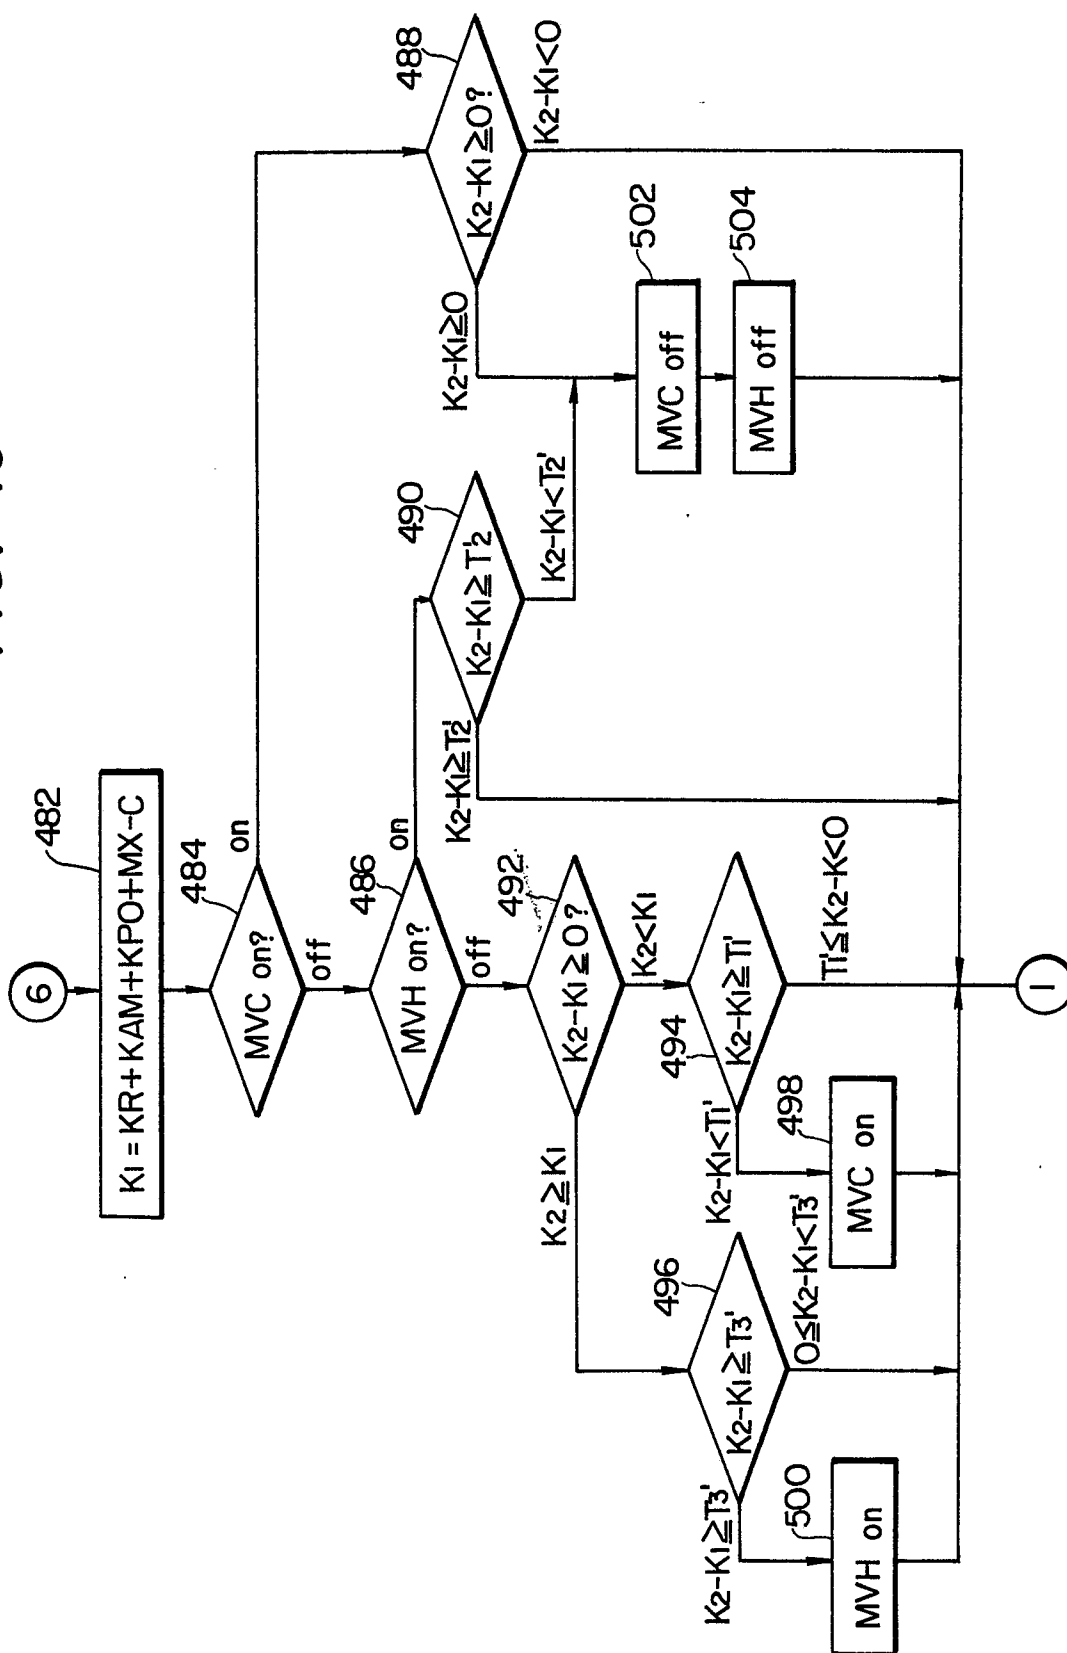 6
K1 = KR+KAM+KPO+MX-C
482
MVC on?
484
on
off
MVH on?
486
on
off
K2-K1≧0?
488
K2-K1≧0
K2-K1<0
K2-K1≧T2'
490
K2-K1≧T2'
K2-K1<T2'
K2-K1≧0?
492
K2≧K1
K2<K1
K2-K1≧T1'
494
K2-K1<T1'
T1'≦K2-K<0
K2-K1≧T3'
496
K2-K1≧T3'
0≦K2-K1<T3'
MVC on
498
MVH on
500
MVC off
502
MVH off
504
1